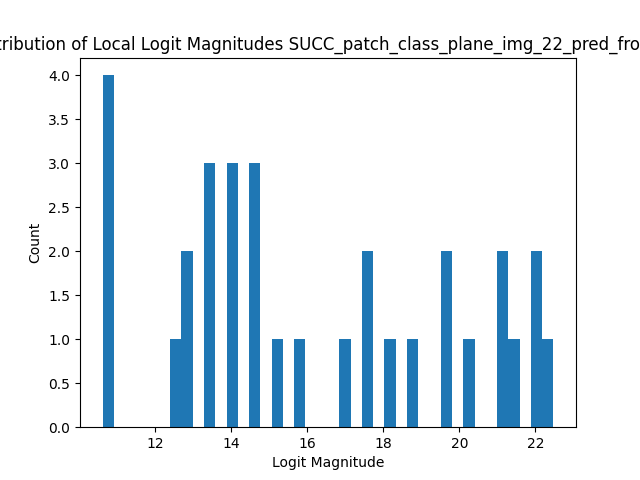 tribution of Local Logit Magnitudes SUCC_patch_class_plane_img_22_pred_fro
4.0
3.5
3.0
2.5
2.0
1.5
1.0
0.5
0.0
Count
12 14 16 18 20 22
Logit Magnitude